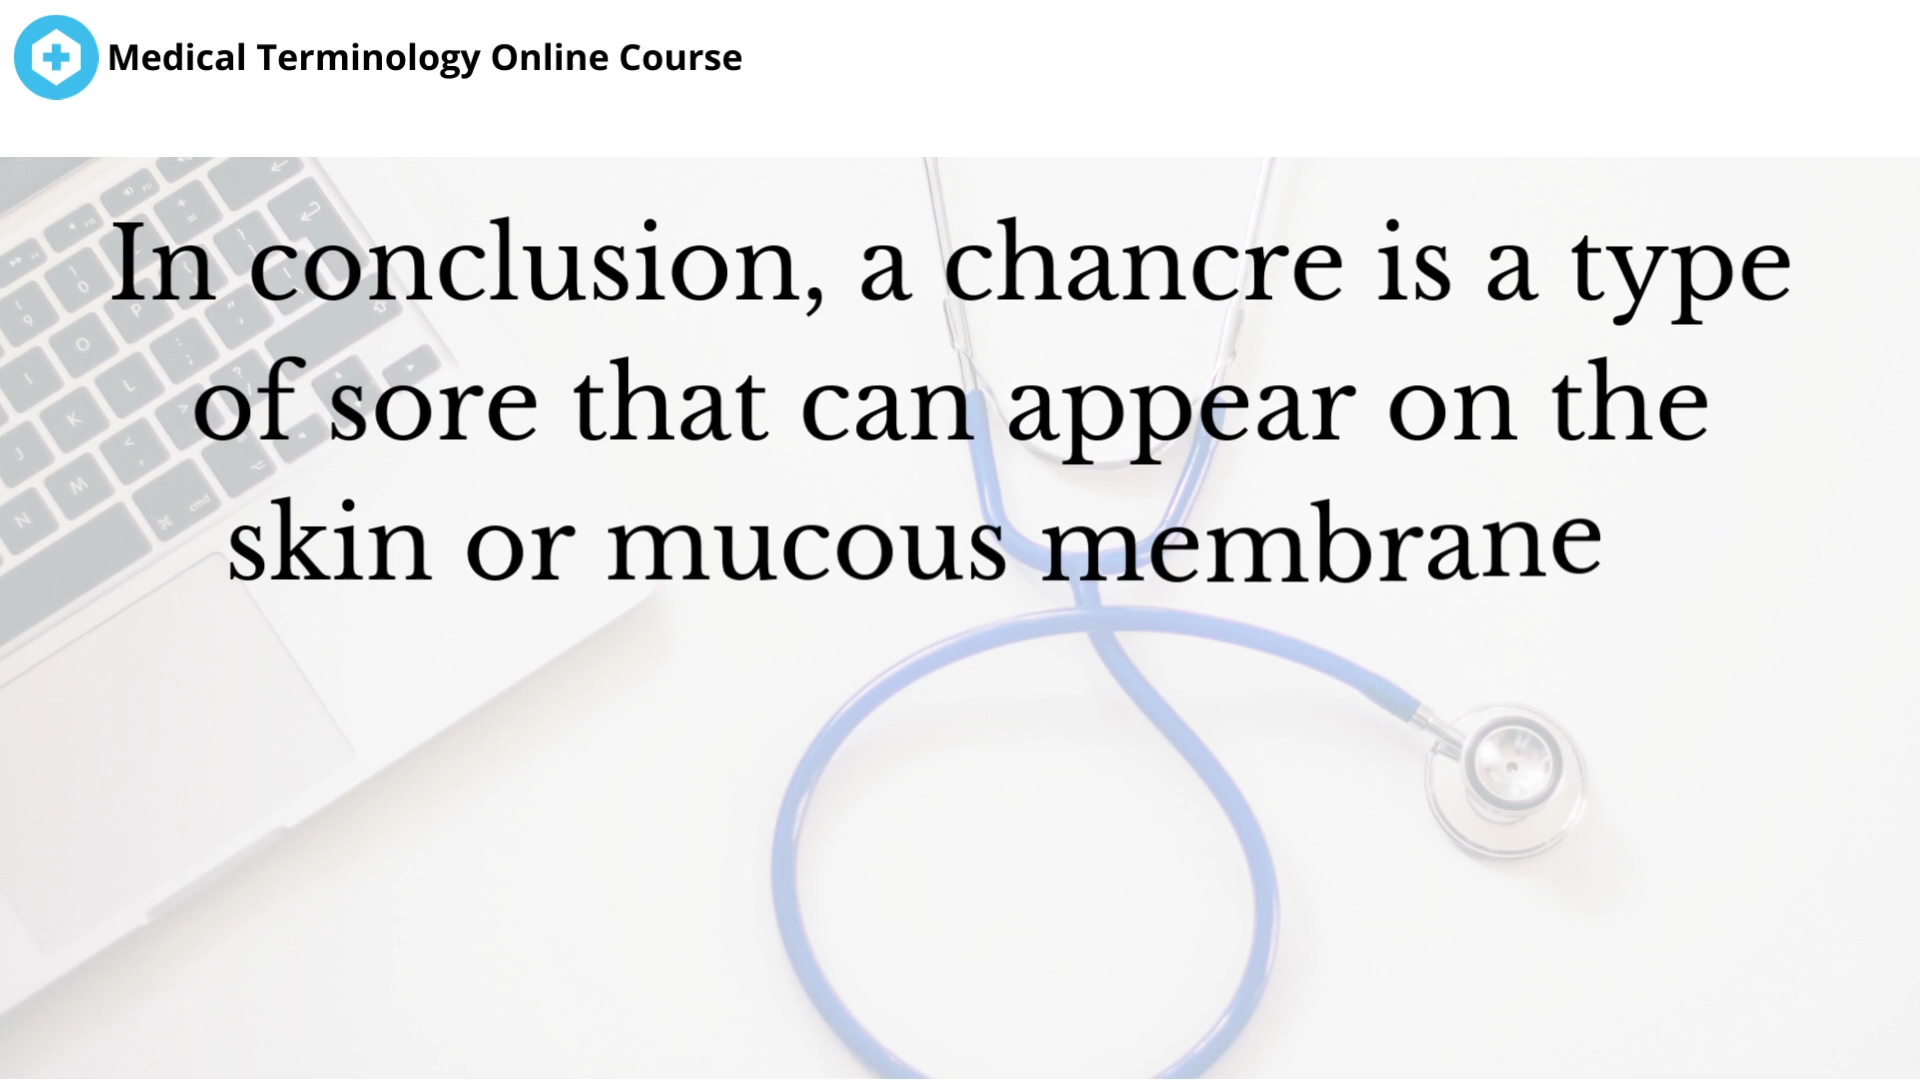 Medical Terminology Online Course
In conclusion, a chancre is a type
of sore that can appear on the
skin or mucous membrane